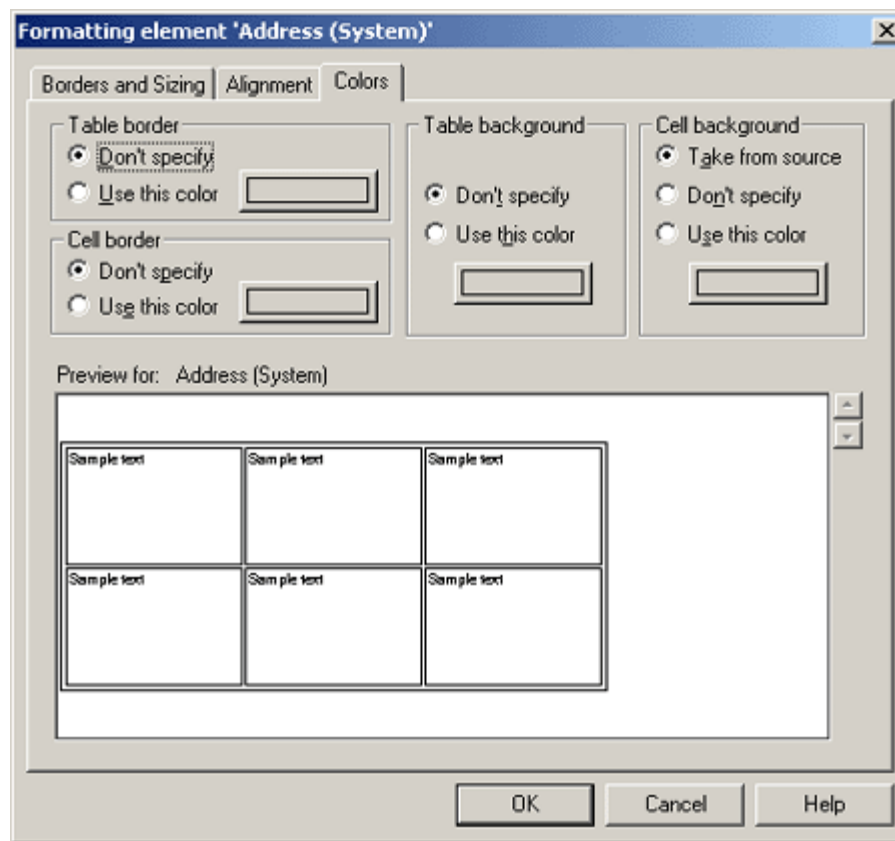 Formatting element 'Address (System)'
Borders and Sizing Alignment Colors
Table border
Don't specify
Use this color
Cell border
Don't specify
Use this color
Table background
Don't specify
Use this color
Cell background
Take from source
Don't specify
Use this color
Preview for: Address (System)
Sample text Sample text Sample text
Sample text Sample text Sample text
OK Cancel Help